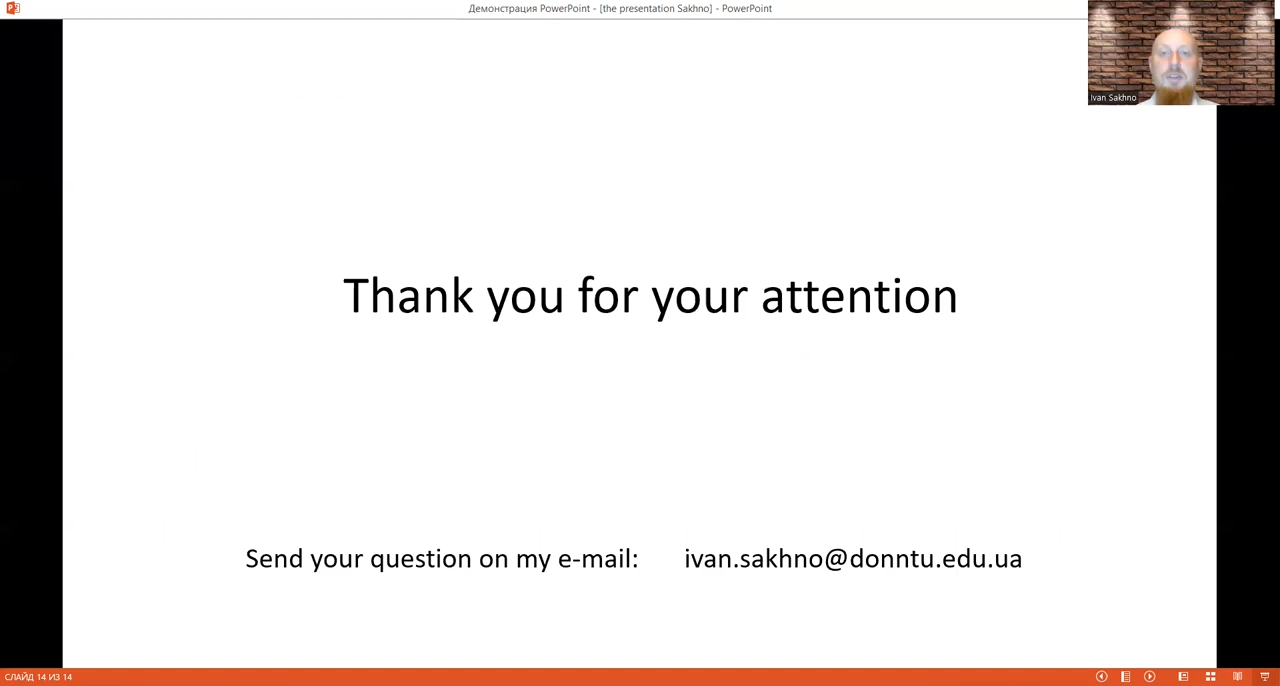 Демонстрация PowerPoint - [the presentation Sakhno] - PowerPoint
Ivan Sakhno
Thank you for your attention
Send your question on my e-mail: ivan.sakhno@donntu.edu.ua
СЛАЙД 14 ИЗ 14